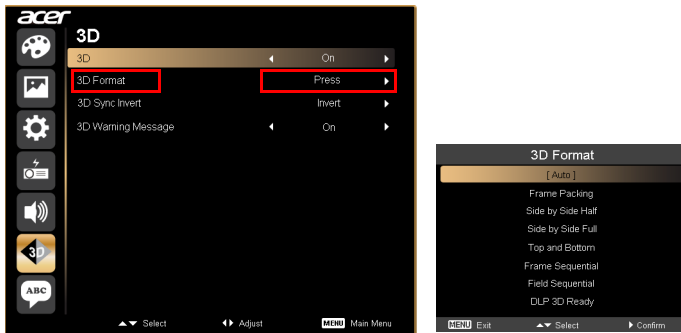 acer
3D
3D On
3D Format Press
3D Sync Invert Invert
3D Warning Message On
3D
ABC
Select Adjust MENU Main Menu
3D Format
[ Auto ]
Frame Packing
Side by Side Half
Side by Side Full
Top and Bottom
Frame Sequential
Field Sequential
DLP 3D Ready
MENU Exit Select Confirm